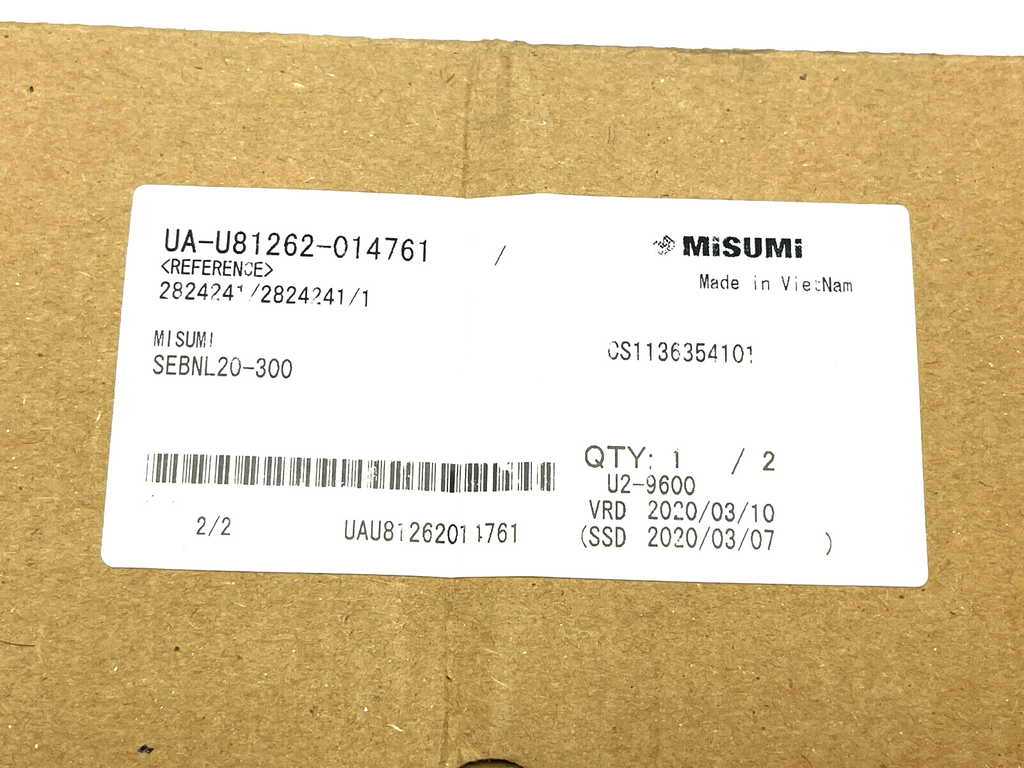 UA-U81262-014761 /
<REFERENCE>
2824241/2824241/1
MISUMI
Made in VietNam
MISUMI
SEBNL20-300
CS1136354101
QTY: 1 / 2
U2-9600
VRD 2020/03/10
(SSD 2020/03/07 )
2/2
UAU81262014761